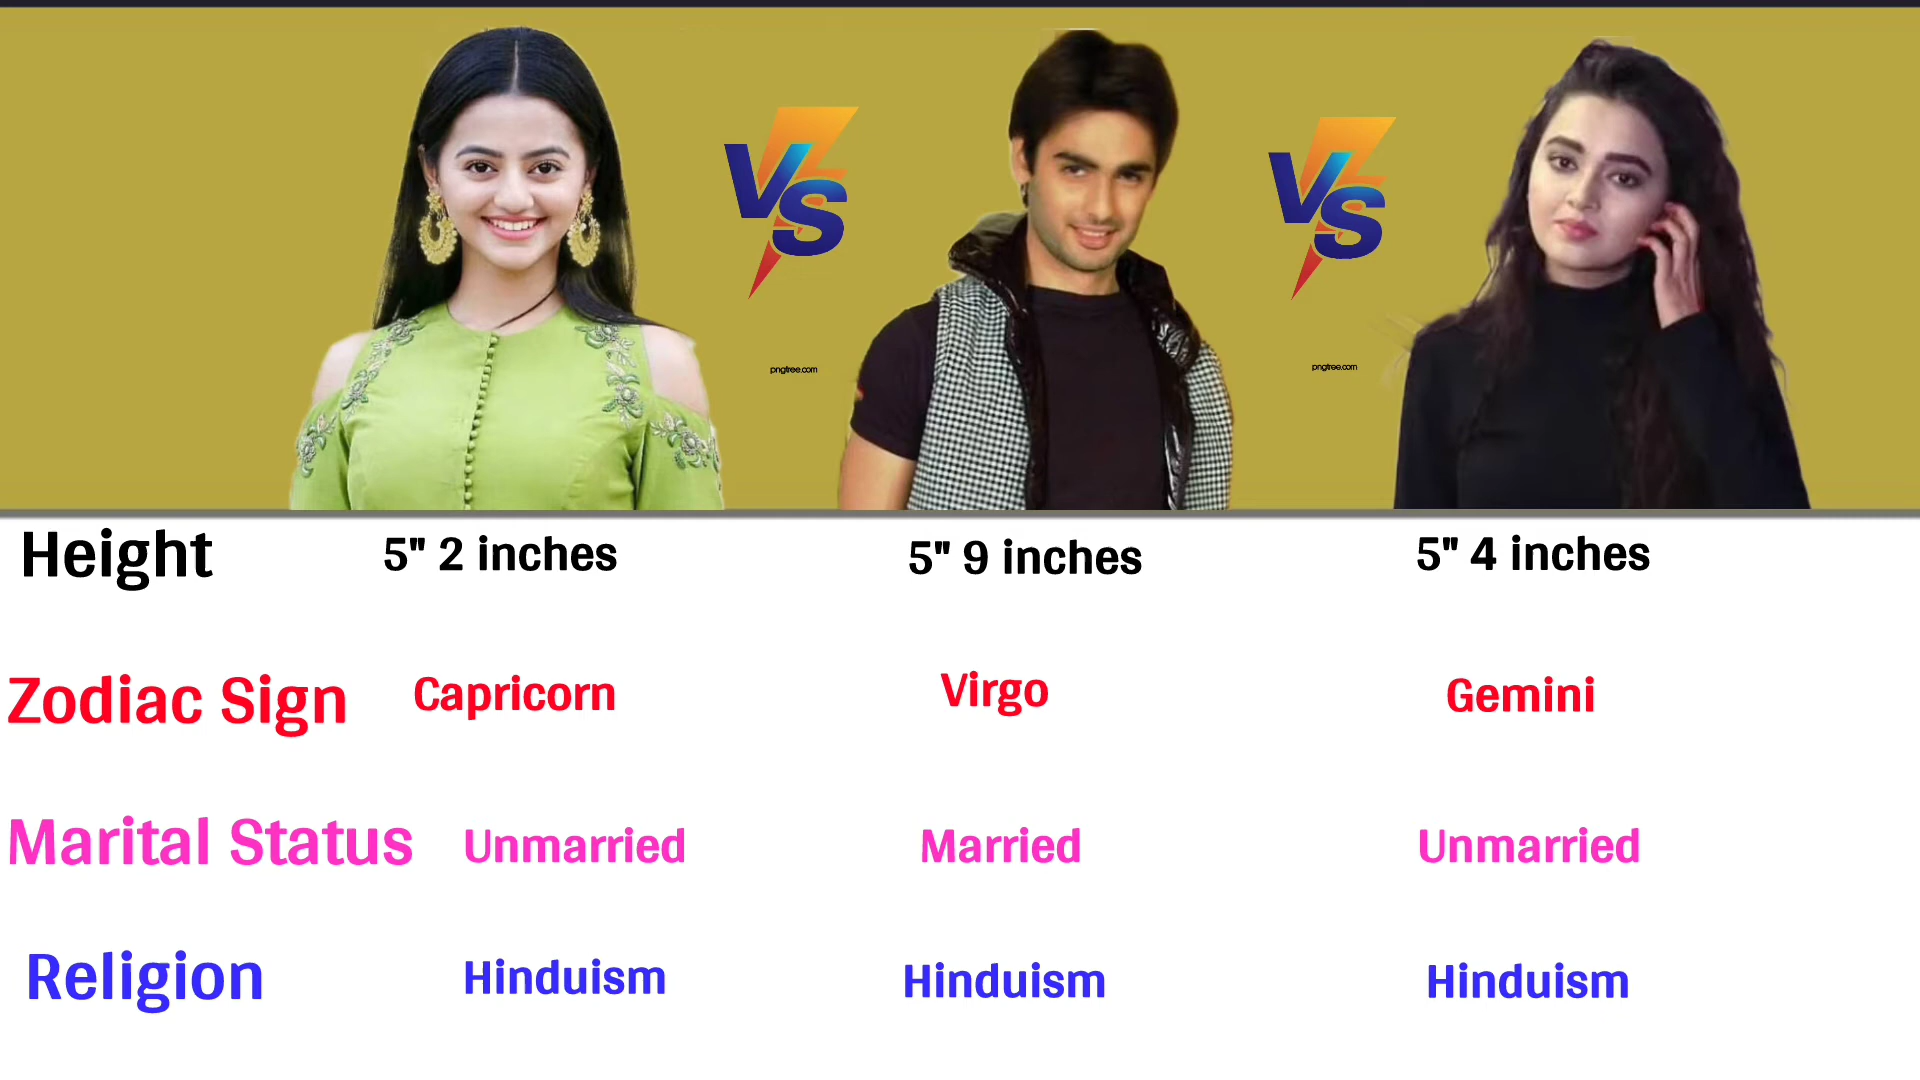 VS
VS
pngtree.com
pngtree.com
Height 5" 2 inches 5" 9 inches 5" 4 inches
Zodiac Sign Capricorn Virgo Gemini
Marital Status Unmarried Married Unmarried
Religion Hinduism Hinduism Hinduism